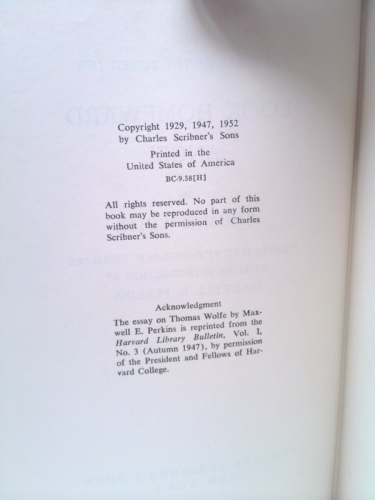 Copyright 1929, 1947, 1952
by Charles Scribner's Sons
Printed in the
United States of America
BC-9.58[H]
All rights reserved. No part of this
book may be reproduced in any form
without the permission of Charles
Scribner's Sons.
Acknowledgment
The essay on Thomas Wolfe by Max-
well E. Perkins is reprinted from the
Harvard Library Bulletin, Vol. I,
No. 3 (Autumn 1947), by permission
of the President and Fellows of Har-
vard College.